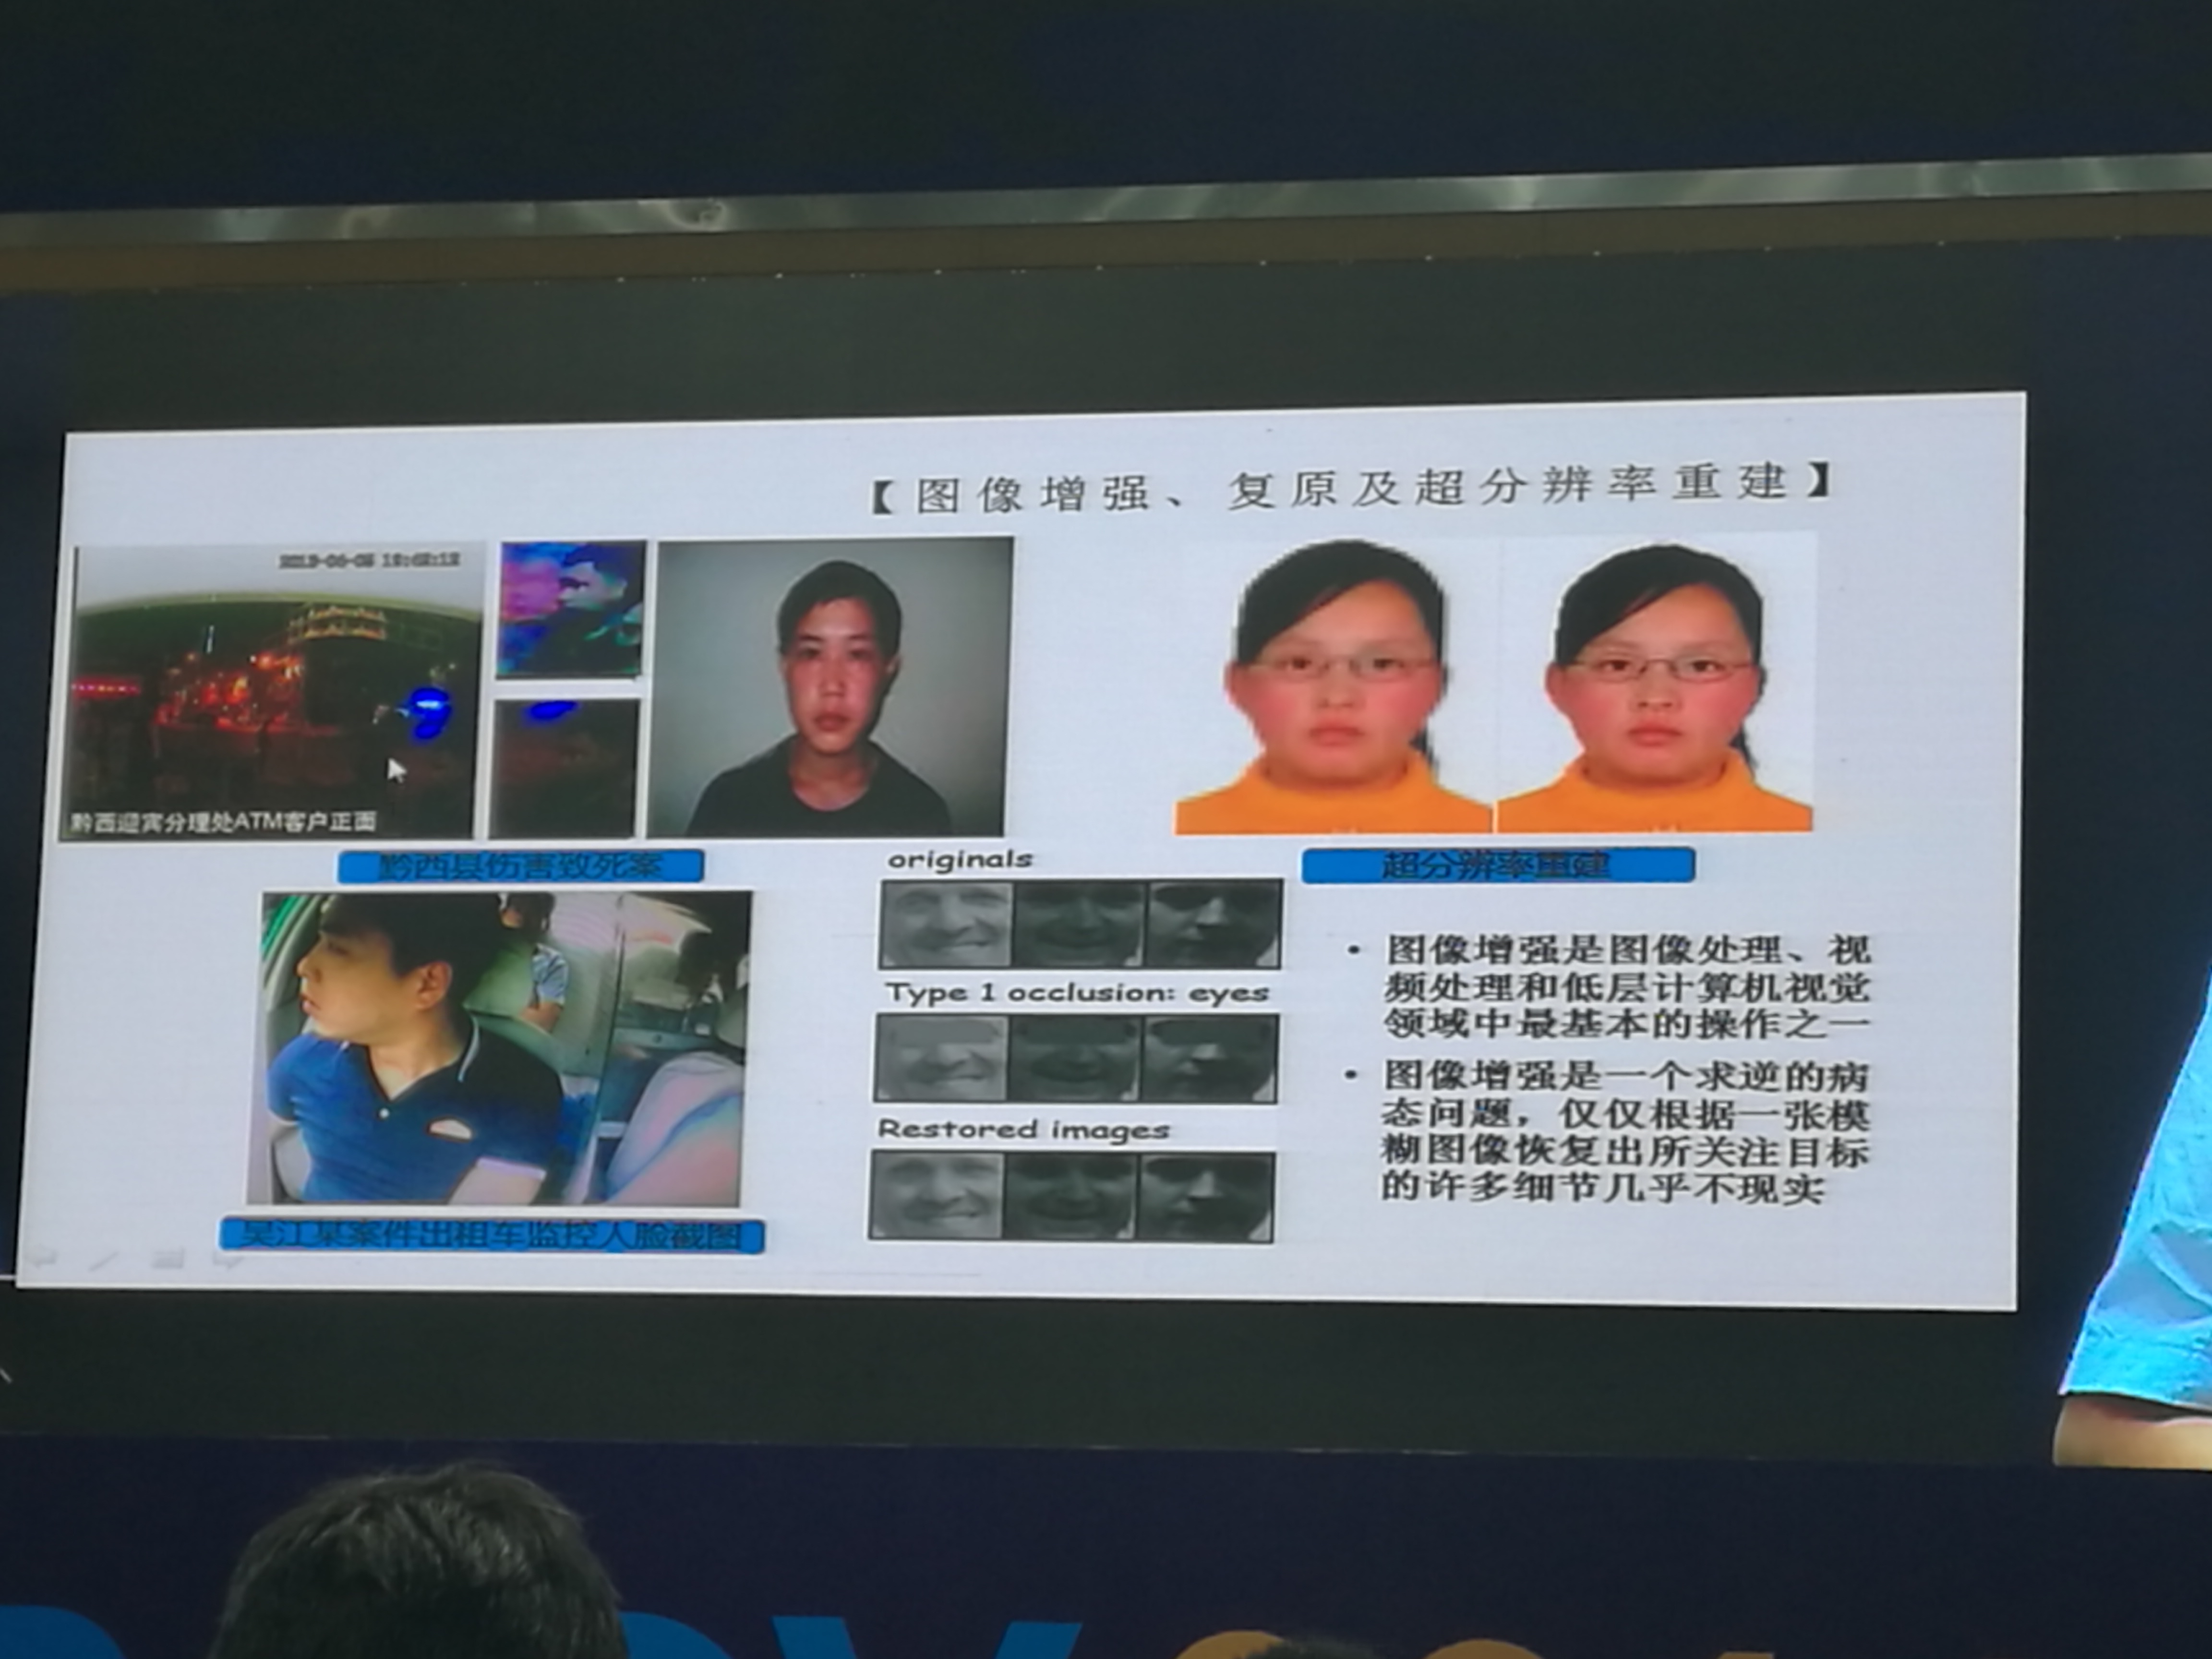 【图像增强、复原及超分辨率重建】
黔西迎宾分理处ATM客户正面
黔西县伤害致死案
originals
超分辨率重建
Type 1 occlusion: eyes
Restored images
吴江某案件出租车监控人脸截图
• 图像增强是图像处理、视
频处理和低层计算机视觉
领域中最基本的操作之一
• 图像增强是一个求逆的病
态问题，仅仅根据一张模
糊图像恢复出所关注目标
的许多细节几乎不现实